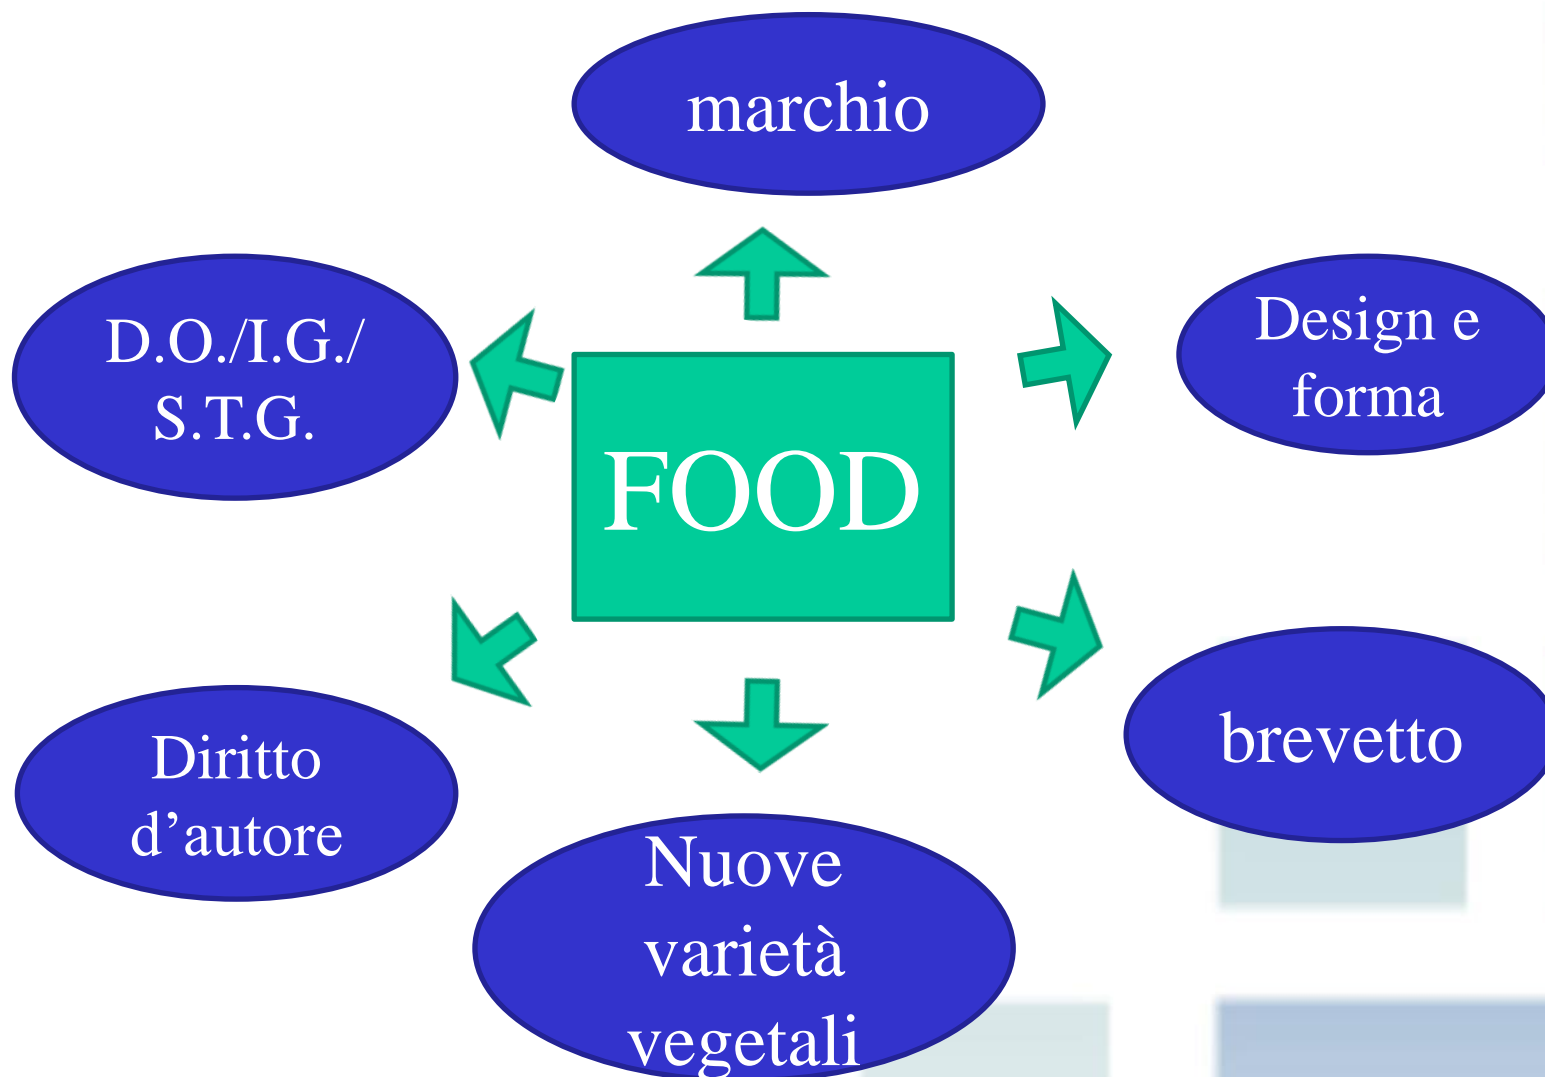 marchio
D.O./I.G./
S.T.G.
Design e
forma
FOOD
Diritto
d’autore
brevetto
Nuove
varietà
vegetali